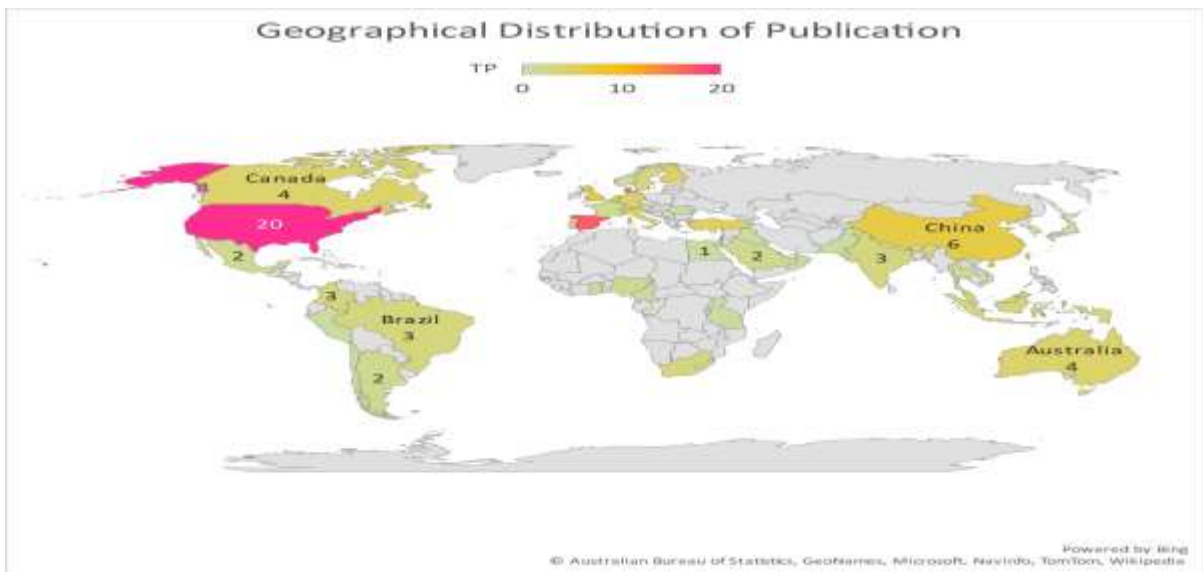 Geographical Distribution of Publication
TP
0 10 20
Canada
4
20
2
3
Brazil
3
2
1
2
3
China
6
Australia
4
Powered by Bing
© Australian Bureau of Statistics, GeoNames, Microsoft, Navinfo, TomTom, Wikipedia